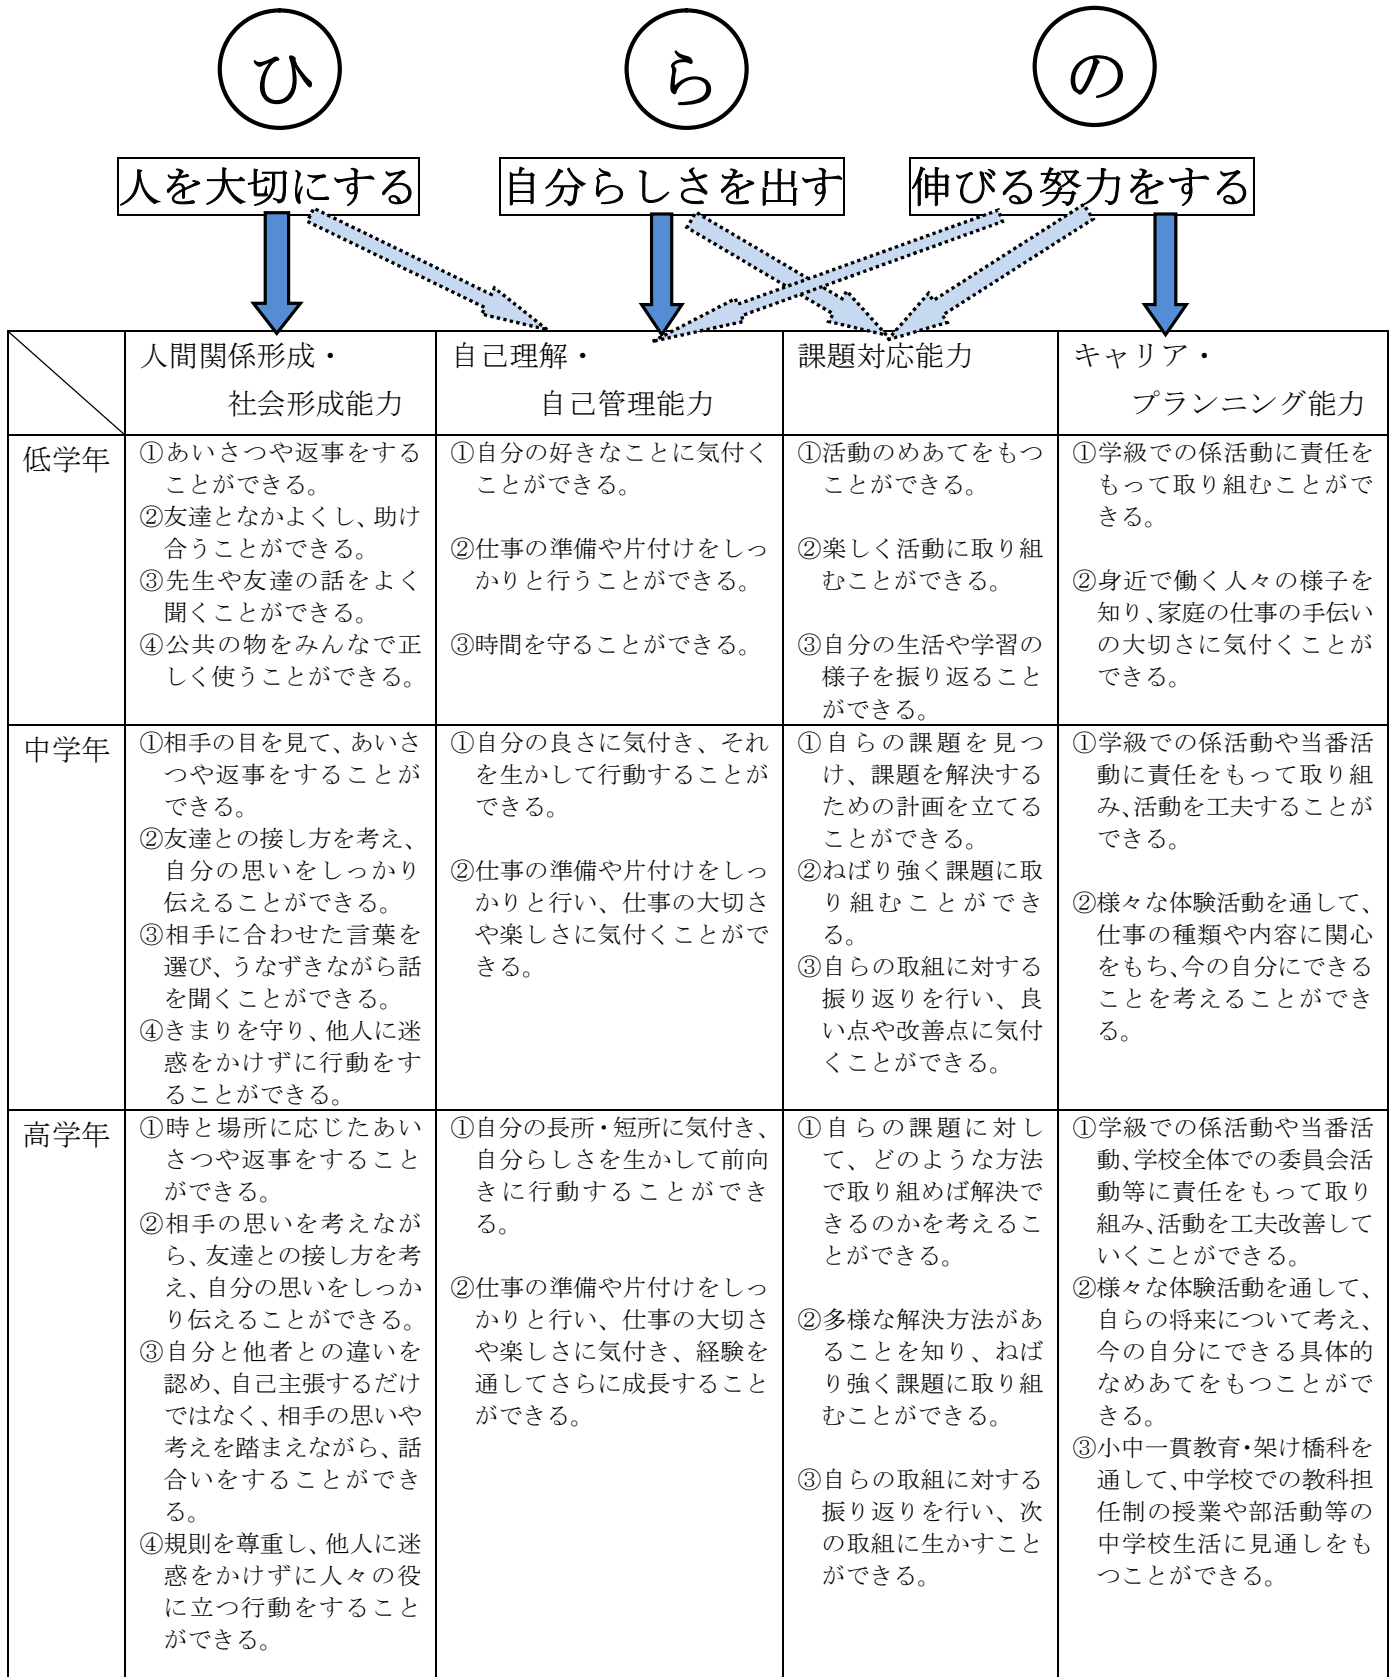 ひ
ら
の
人を大切にする
自分らしさを出す
伸びる努力をする
人間関係形成・
社会形成能力
自己理解・
自己管理能力
課題対応能力
キャリア・
プランニング能力
低学年
①あいさつや返事をする
ことができる。
②友達となかよくし、助け
合うことができる。
③先生や友達の話をよく
聞くことができる。
④公共の物をみんなで正
しく使うことができる。
①自分の好きなことに気付く
ことができる。
②仕事の準備や片付けをしっ
かりと行うことができる。
③時間を守ることができる。
①活動のめあてをもつ
ことができる。
②楽しく活動に取り組
むことができる。
③自分の生活や学習の
様子を振り返ること
ができる。
①学級での係活動に責任を
もって取り組むことがで
きる。
②身近で働く人々の様子を
知り、家庭の仕事の手伝い
の大切さに気付くことが
できる。
中学年
①相手の目を見て、あいさ
つや返事をすることが
できる。
②友達との接し方を考え、
自分の思いをしっかり
伝えることができる。
③相手に合わせた言葉を
選び、うなずきながら話
を聞くことができる。
④きまりを守り、他人に迷
惑をかけずに行動をす
ることができる。
①自分の良さに気付き、それ
を生かして行動することが
できる。
②仕事の準備や片付けをしっ
かりと行い、仕事の大切さ
や楽しさに気付くことがで
きる。
①自らの課題を見つ
け、課題を解決する
ための計画を立てる
ことができる。
②ねばり強く課題に取
り組むことができ
る。
③自らの取組に対する
振り返りを行い、良
い点や改善点に気付
くことができる。
①学級での係活動や当番活
動に責任をもって取り組
み、活動を工夫することが
できる。
②様々な体験活動を通して、
仕事の種類や内容に関心
をもち、今の自分にできる
ことを考えることができ
る。
高学年
①時と場所に応じたあい
さつや返事をすること
ができる。
②相手の思いを考えなが
ら、友達との接し方を考
え、自分の思いをしっか
り伝えることができる。
③自分と他者との違いを
認め、自己主張するだけ
ではなく、相手の思いや
考えを踏まえながら、話
合いをすることができ
る。
④規則を尊重し、他人に迷
惑をかけずに人々の役
に立つ行動をすること
ができる。
①自分の長所・短所に気付き、
自分らしさを生かして前向
きに行動することができ
る。
②仕事の準備や片付けをしっ
かりと行い、仕事の大切さ
や楽しさに気付き、経験を
通してさらに成長すること
ができる。
①自らの課題に対し
て、どのような方法
で取り組めば解決で
きるのかを考えるこ
とができる。
②多様な解決方法があ
ることを知り、ねば
り強く課題に取り組
むことができる。
③自らの取組に対する
振り返りを行い、次
の取組に生かすこと
ができる。
①学級での係活動や当番活
動、学校全体での委員会活
動等に責任をもって取り
組み、活動を工夫改善して
いくことができる。
②様々な体験活動を通して、
自らの将来について考え、
今の自分にできる具体的
なめあてをもつことがで
きる。
③小中一貫教育・架け橋科を
通して、中学校での教科担
任制の授業や部活動等の
中学校生活に見通しをも
つことができる。